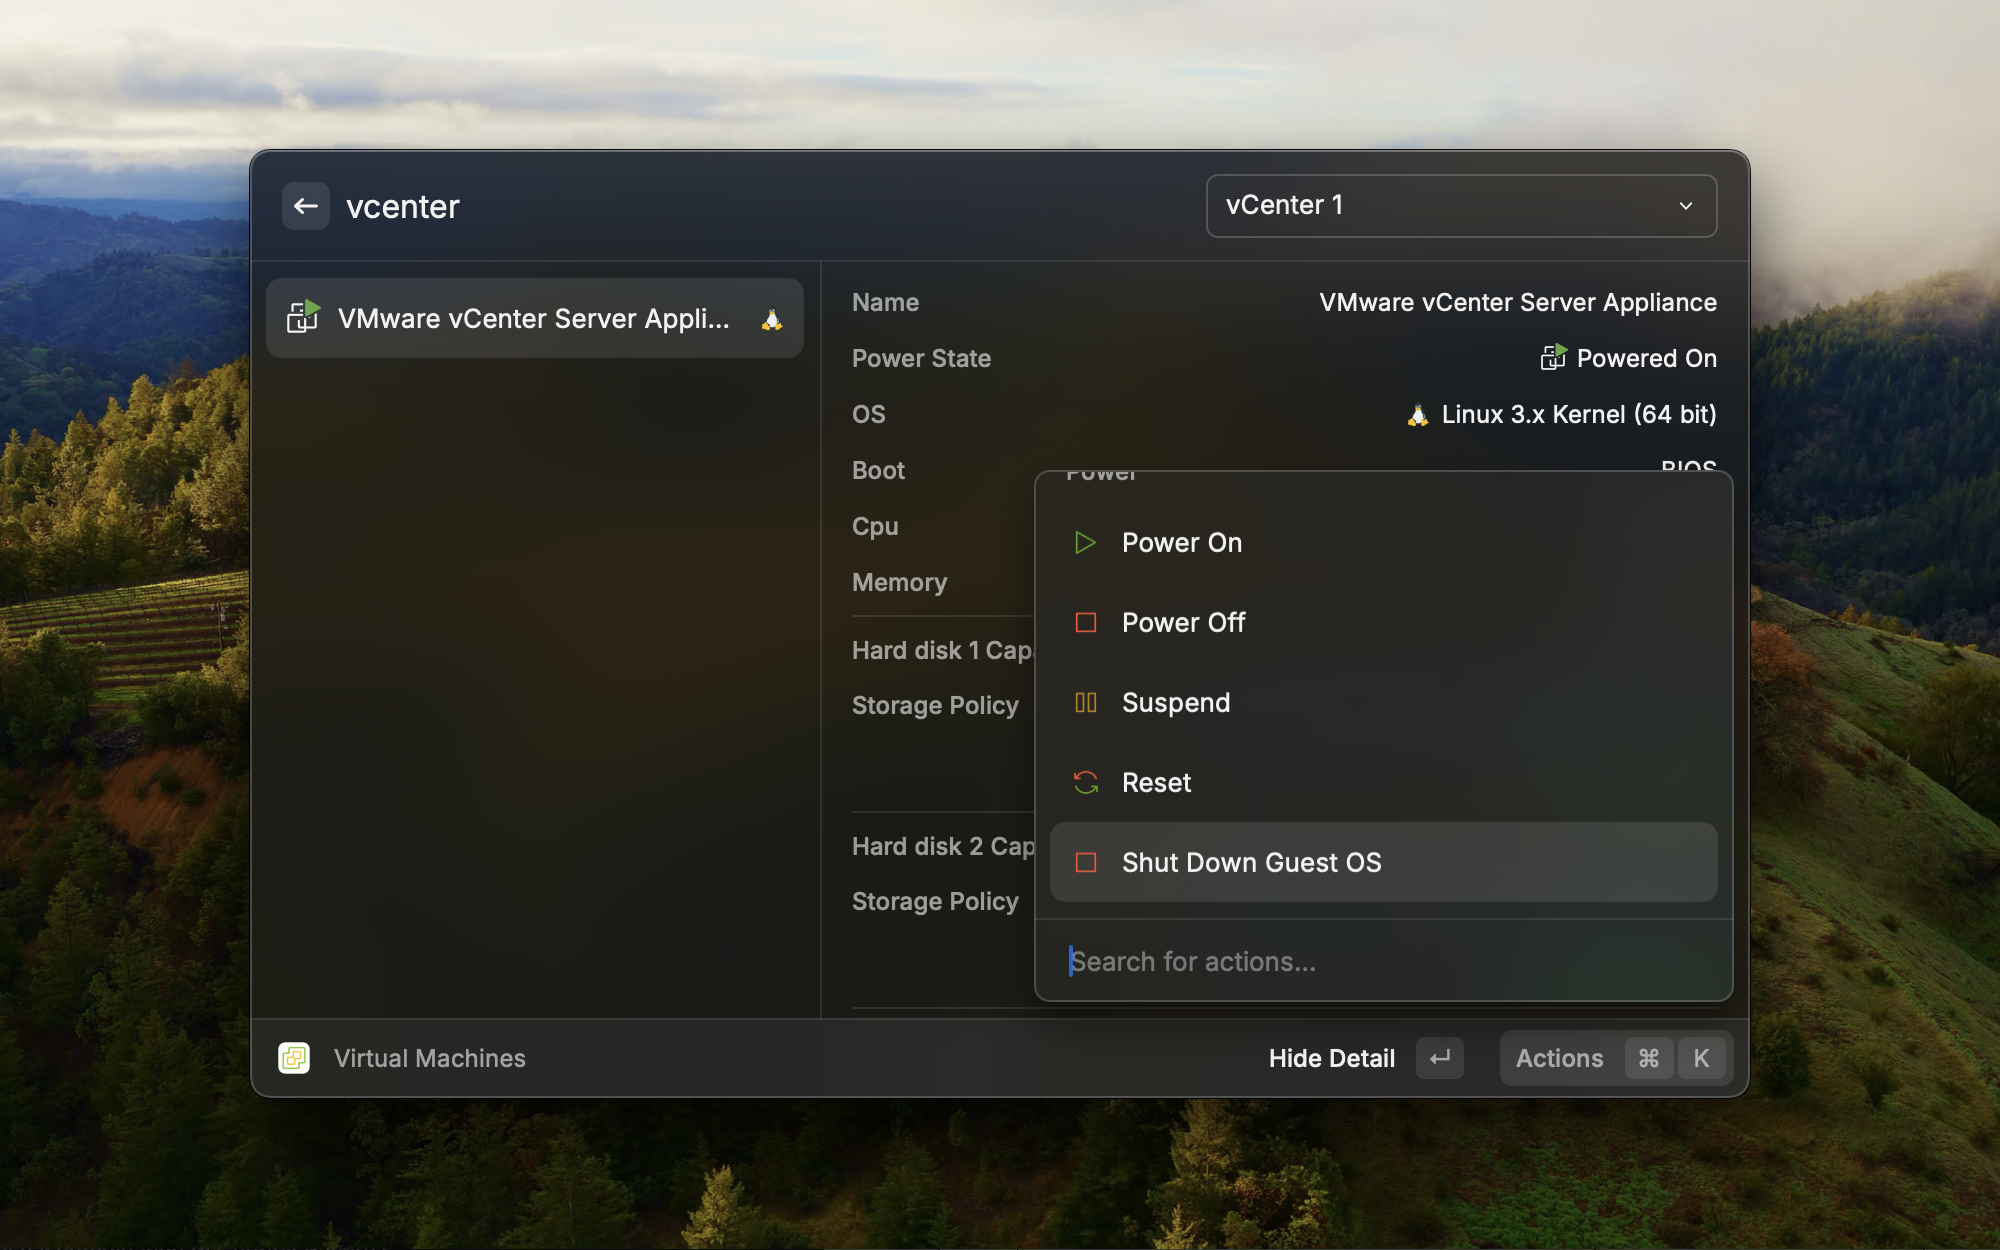 vcenter
vCenter 1
VMware vCenter Server Appli...
Name
VMware vCenter Server Appliance
Power State
Powered On
OS
Linux 3.x Kernel (64 bit)
Boot
BIOS
Cpu
Memory
Hard disk 1 Cap
Storage Policy
Hard disk 2 Cap
Storage Policy
Power
Power On
Power Off
Suspend
Reset
Shut Down Guest OS
Search for actions...
Virtual Machines
Hide Detail
Actions ⌘ K